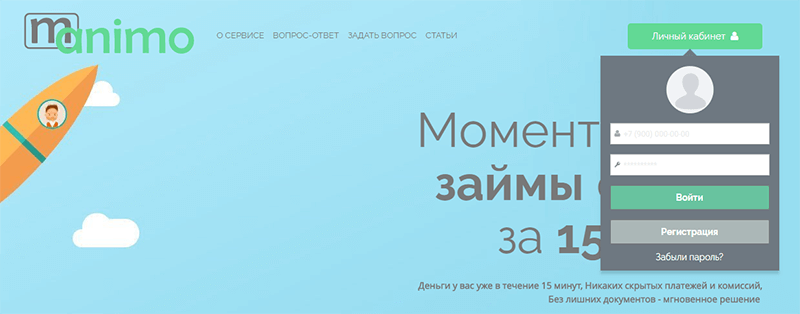 manimo
О СЕРВИСЕ ВОПРОС-ОТВЕТ ЗАДАТЬ ВОПРОС СТАТЬИ
Личный кабинет
+7 (900) 000 00 00
Войти
Регистрация
Забыли пароль?
Момент
займы
за 15
Деньги у вас уже в течение 15 минут, Никаких скрытых платежей и комиссий,
Без лишних документов - мгновенное решение